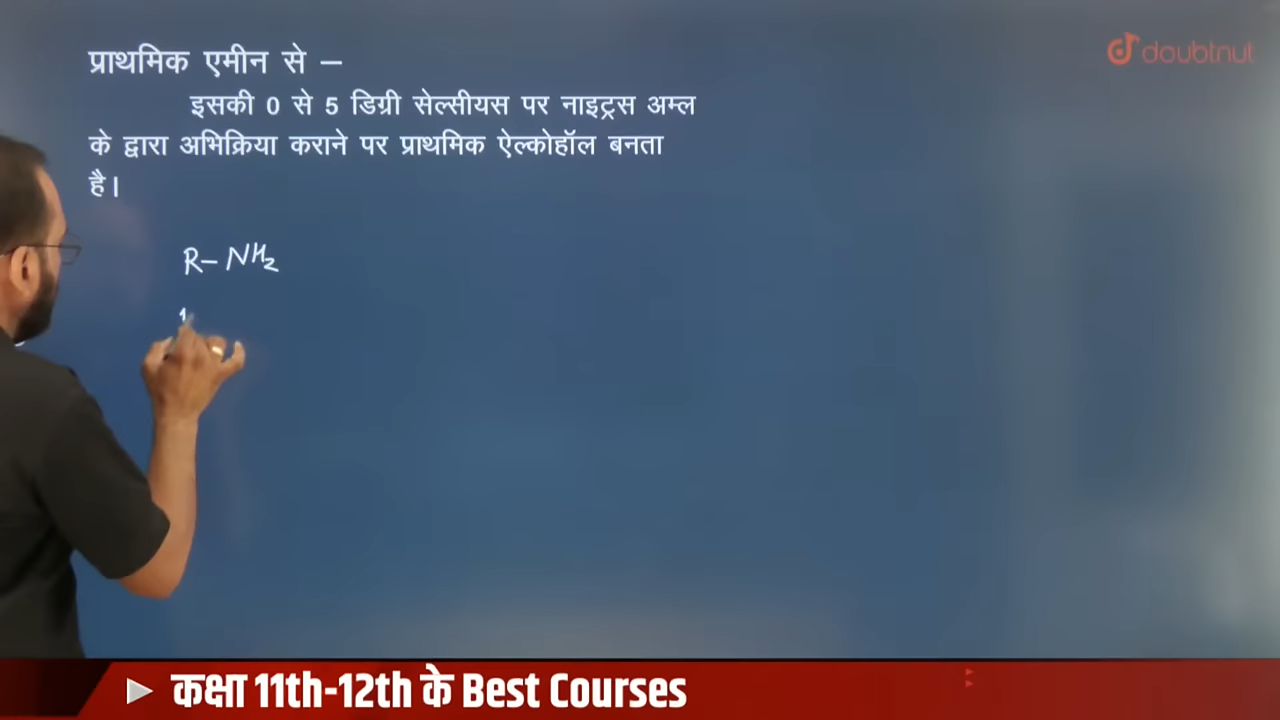 प्राथमिक एमीन से –
doubtnut
इसकी 0 से 5 डिग्री सेल्सीयस पर नाइट्रस अम्ल
के द्वारा अभिक्रिया कराने पर प्राथमिक ऐल्कोहॉल बनता
है।
R–NH₂
1
कक्षा 11th-12th के Best Courses